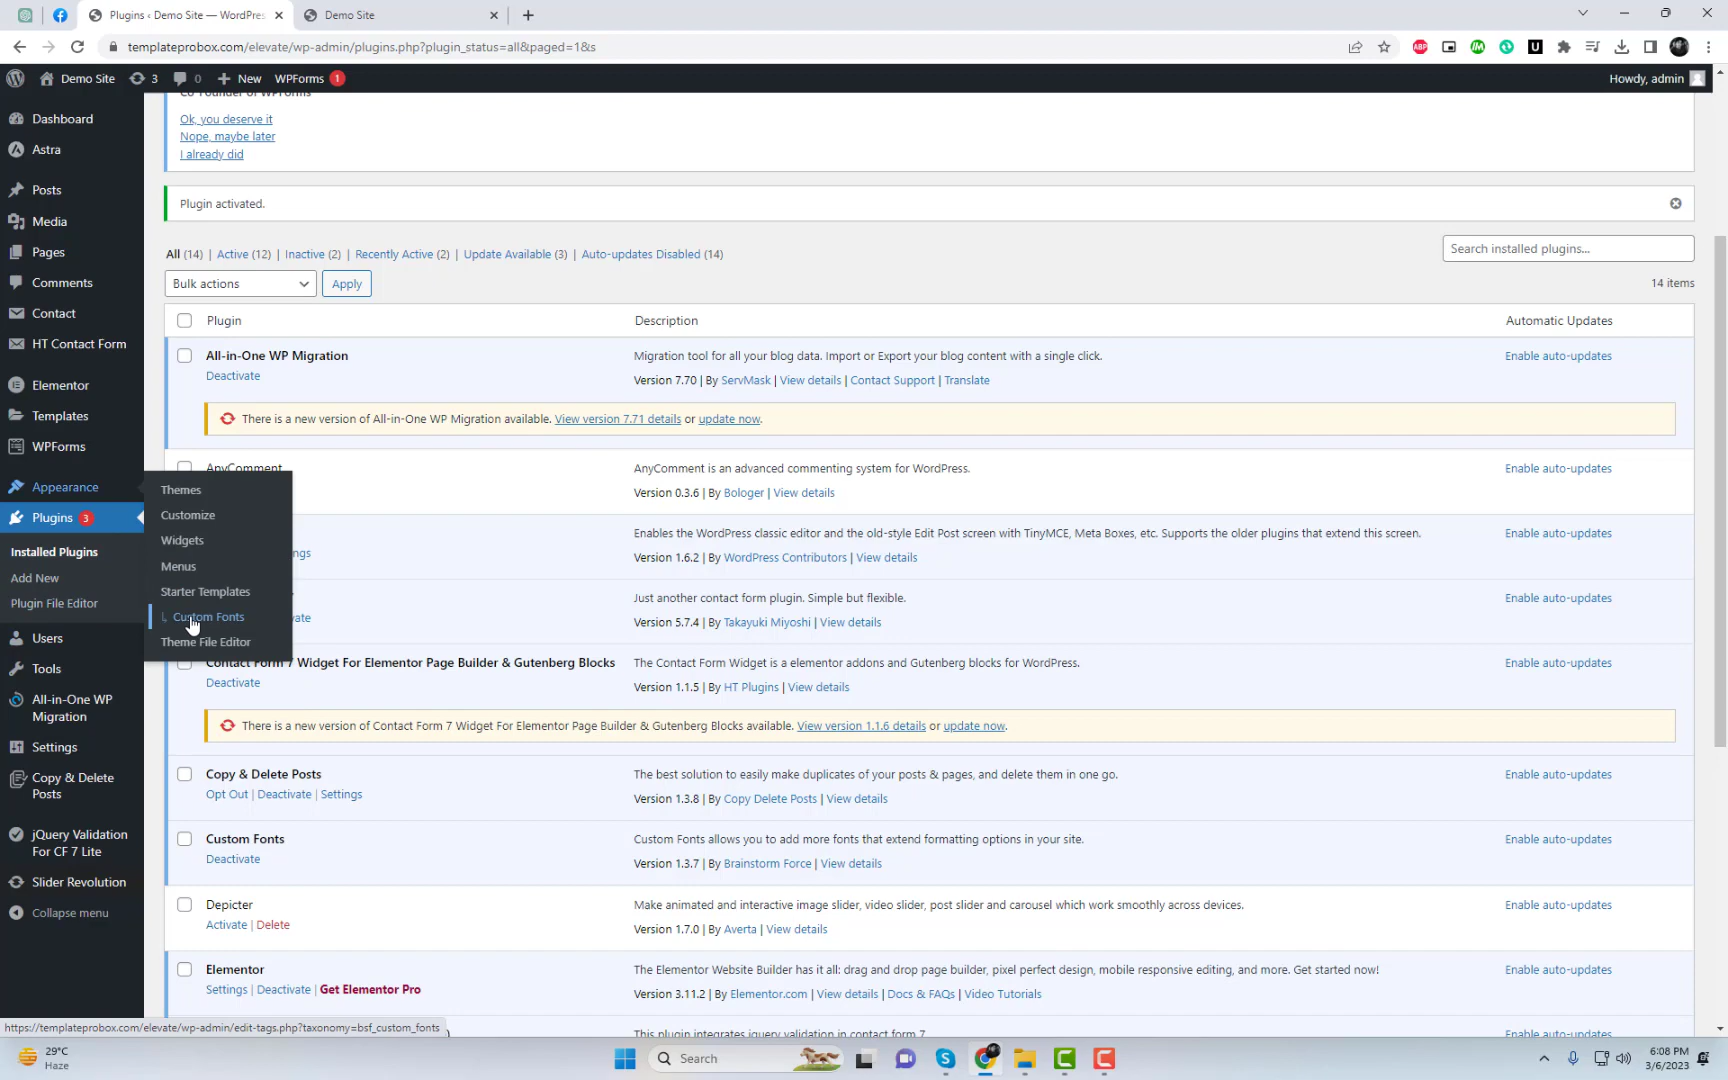 Plugins ‹ Demo Site — WordPres
Demo Site
templateprobox.com/elevate/wp-admin/plugins.php?plugin_status=all&paged=1&s
ABP
U
Demo Site
3
0
New
WPForms 1
Howdy, admin
Co-Founder of WPForms
Ok, you deserve it
Nope, maybe later
I already did
Plugin activated.
All (14) | Active (12) | Inactive (2) | Recently Active (2) | Update Available (3) | Auto-updates Disabled (14)
Search installed plugins...
Bulk actions
Apply
14 items
Dashboard
Astra
Posts
Media
Pages
Comments
Contact
HT Contact Form
Elementor
Templates
WPForms
Appearance
Plugins 3
Installed Plugins
Add New
Plugin File Editor
Users
Tools
All-in-One WP
Migration
Settings
Copy & Delete
Posts
jQuery Validation
For CF 7 Lite
Slider Revolution
Collapse menu
Themes
Customize
Widgets
Menus
Starter Templates
Custom Fonts
Theme File Editor
Plugin
Description
Automatic Updates
All-in-One WP Migration
Deactivate
Migration tool for all your blog data. Import or Export your blog content with a single click.
Version 7.70 | By ServMask | View details | Contact Support | Translate
Enable auto-updates
There is a new version of All-in-One WP Migration available. View version 7.71 details or update now.
AnyComment
AnyComment is an advanced commenting system for WordPress.
Version 0.3.6 | By Bologer | View details
Enable auto-updates
ngs
Enables the WordPress classic editor and the old-style Edit Post screen with TinyMCE, Meta Boxes, etc. Supports the older plugins that extend this screen.
Version 1.6.2 | By WordPress Contributors | View details
Enable auto-updates
vate
Just another contact form plugin. Simple but flexible.
Version 5.7.4 | By Takayuki Miyoshi | View details
Enable auto-updates
Contact Form 7 Widget For Elementor Page Builder & Gutenberg Blocks
Deactivate
The Contact Form Widget is a elementor addons and Gutenberg blocks for WordPress.
Version 1.1.5 | By HT Plugins | View details
Enable auto-updates
There is a new version of Contact Form 7 Widget For Elementor Page Builder & Gutenberg Blocks available. View version 1.1.6 details or update now.
Copy & Delete Posts
Opt Out | Deactivate | Settings
The best solution to easily make duplicates of your posts & pages, and delete them in one go.
Version 1.3.8 | By Copy Delete Posts | View details
Enable auto-updates
Custom Fonts
Deactivate
Custom Fonts allows you to add more fonts that extend formatting options in your site.
Version 1.3.7 | By Brainstorm Force | View details
Enable auto-updates
Depicter
Activate | Delete
Make animated and interactive image slider, video slider, post slider and carousel which work smoothly across devices.
Version 1.7.0 | By Averta | View details
Enable auto-updates
Elementor
Settings | Deactivate | Get Elementor Pro
The Elementor Website Builder has it all: drag and drop page builder, pixel perfect design, mobile responsive editing, and more. Get started now!
Version 3.11.2 | By Elementor.com | View details | Docs & FAQs | Video Tutorials
Enable auto-updates
)
This plugin integrates jquery validation in contact form 7
Enable auto-updates
https://templateprobox.com/elevate/wp-admin/edit-tags.php?taxonomy=bsf_custom_fonts
29°C
Haze
Search
6:08 PM
3/6/2023